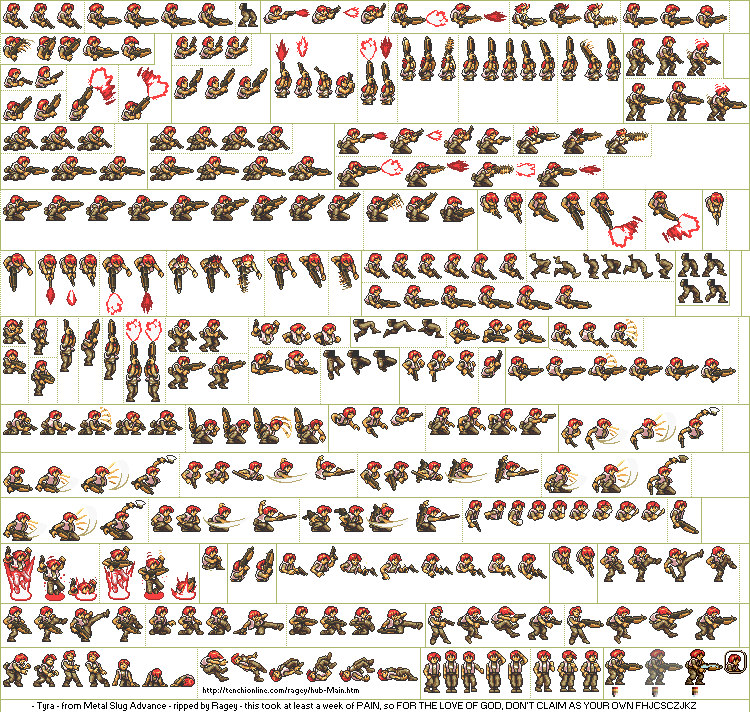 http://tenchionline.com/ragey/hub-Main.htm
- Tyra - from Metal Slug Advance - ripped by Ragey - this took at least a week of PAIN, so FOR THE LOVE OF GOD, DON'T CLAIM AS YOUR OWN FHJCSCZJKZ